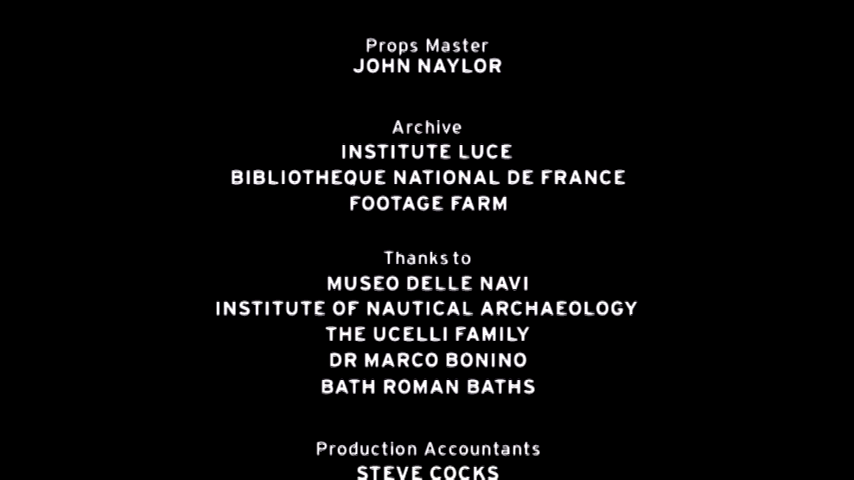 Props Master
JOHN NAYLOR
Archive
INSTITUTE LUCE
BIBLIOTHEQUE NATIONAL DE FRANCE
FOOTAGE FARM
Thanks to
MUSEO DELLE NAVI
INSTITUTE OF NAUTICAL ARCHAEOLOGY
THE UCELLI FAMILY
DR MARCO BONINO
BATH ROMAN BATHS
Production Accountants
STEVE COCKS